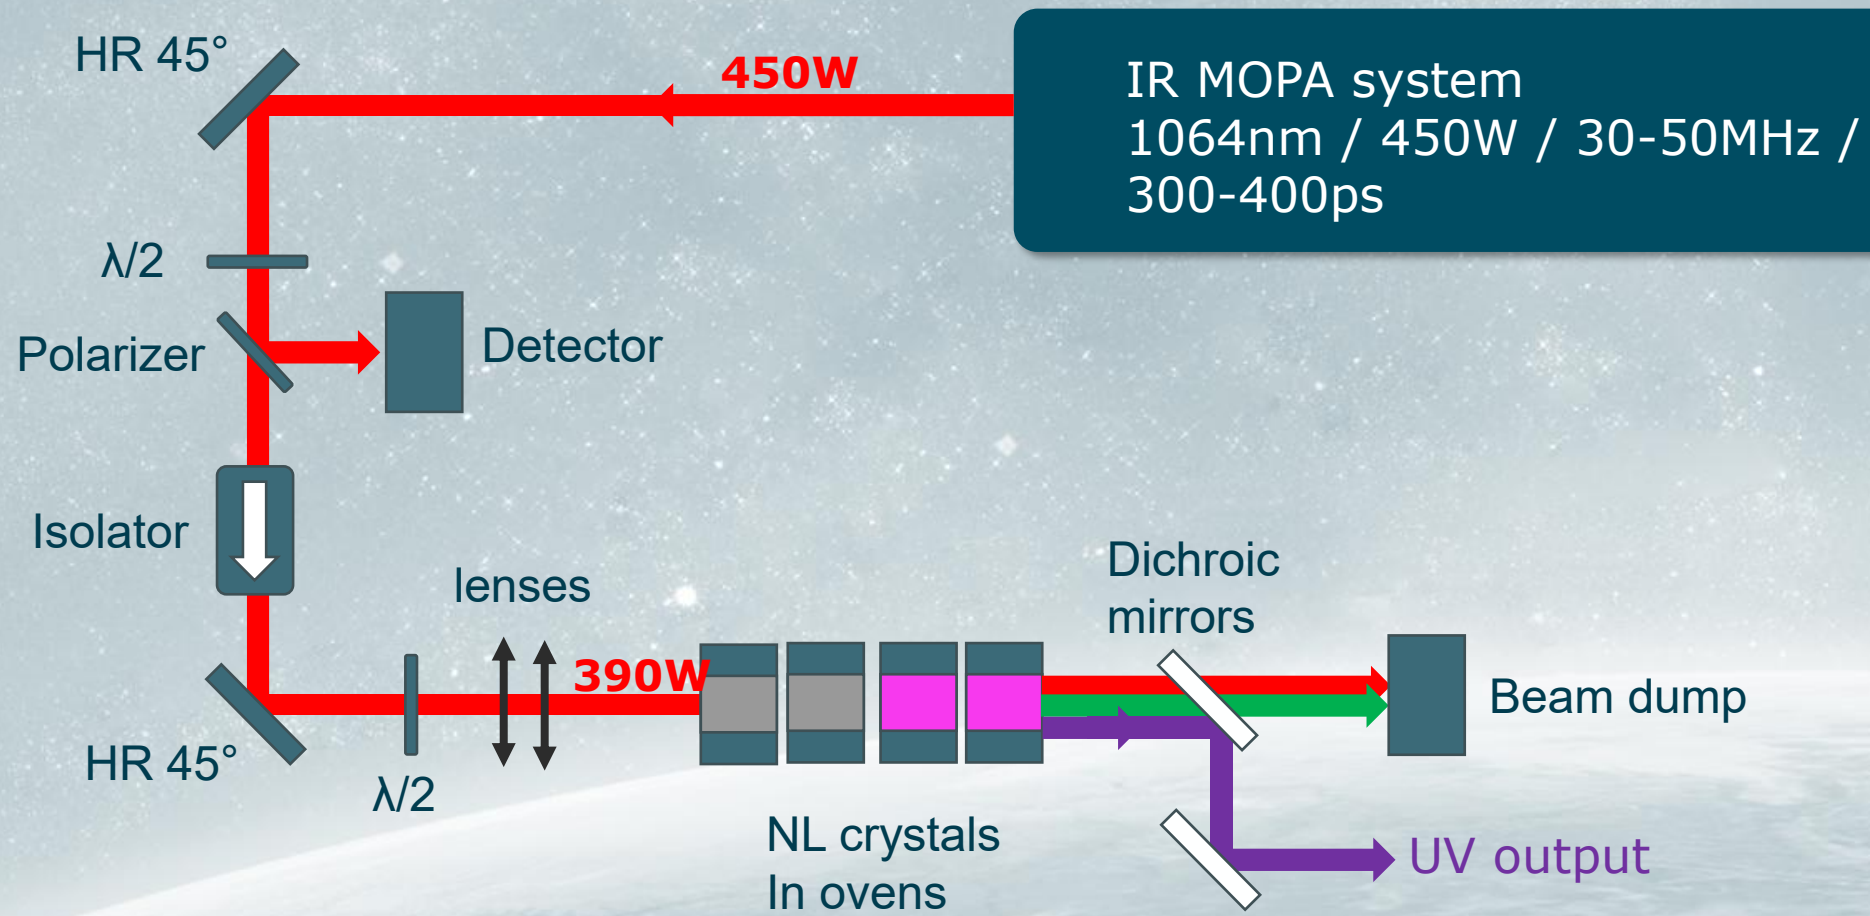 HR 45°
450W
IR MOPA system
1064nm / 450W / 30-50MHz /
300-400ps
λ/2
Polarizer
Detector
Isolator
lenses
Dichroic
mirrors
390W
Beam dump
HR 45°
λ/2
NL crystals
In ovens
UV output